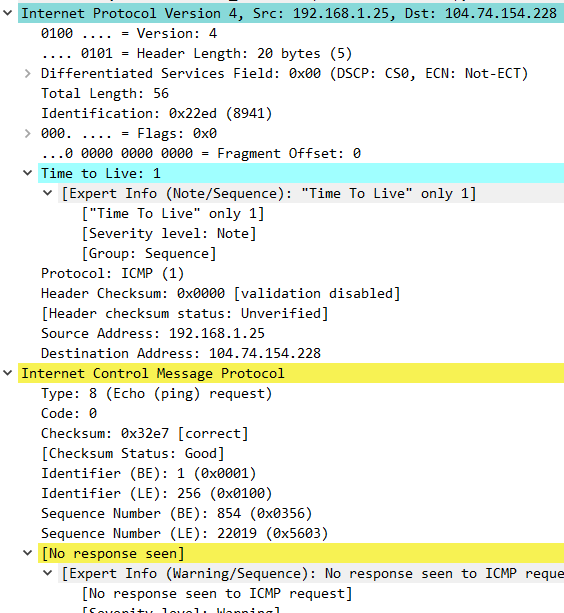 Internet Protocol Version 4, Src: 192.168.1.25, Dst: 104.74.154.228
0100 .... = Version: 4
.... 0101 = Header Length: 20 bytes (5)
Differentiated Services Field: 0x00 (DSCP: CS0, ECN: Not-ECT)
Total Length: 56
Identification: 0x22ed (8941)
000. .... = Flags: 0x0
...0 0000 0000 0000 = Fragment Offset: 0
Time to Live: 1
[Expert Info (Note/Sequence): "Time To Live" only 1]
["Time To Live" only 1]
[Severity level: Note]
[Group: Sequence]
Protocol: ICMP (1)
Header Checksum: 0x0000 [validation disabled]
[Header checksum status: Unverified]
Source Address: 192.168.1.25
Destination Address: 104.74.154.228
Internet Control Message Protocol
Type: 8 (Echo (ping) request)
Code: 0
Checksum: 0x32e7 [correct]
[Checksum Status: Good]
Identifier (BE): 1 (0x0001)
Identifier (LE): 256 (0x0100)
Sequence Number (BE): 854 (0x0356)
Sequence Number (LE): 22019 (0x5603)
[No response seen]
[Expert Info (Warning/Sequence): No response seen to ICMP reque
[No response seen to ICMP request]
[Severity level: Warning]